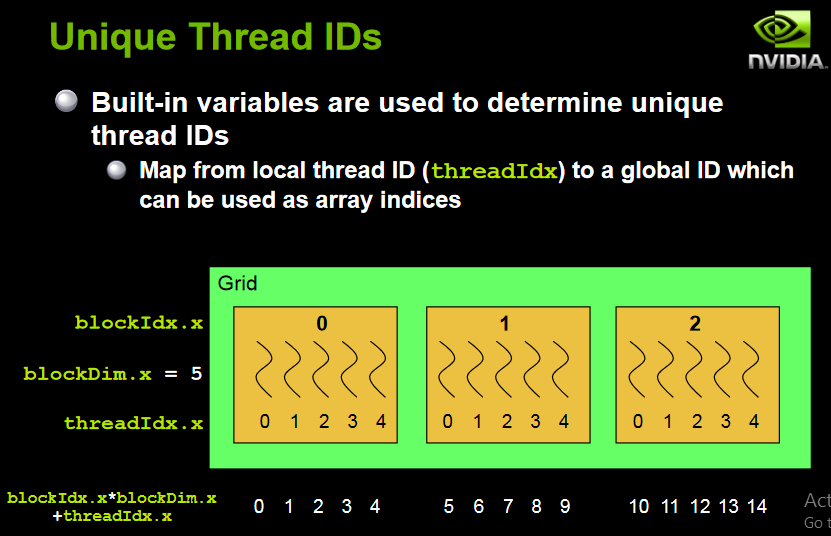 Unique Thread IDs
NVIDIA.
Built-in variables are used to determine unique
thread IDs
Map from local thread ID (threadIdx) to a global ID which
can be used as array indices
Grid
blockIdx.x 0 1 2
blockDim.x = 5
threadIdx.x 0 1 2 3 4 0 1 2 3 4 0 1 2 3 4
blockIdx.x*blockDim.x
+threadIdx.x
0 1 2 3 4 5 6 7 8 9 10 11 12 13 14
Act
Go t